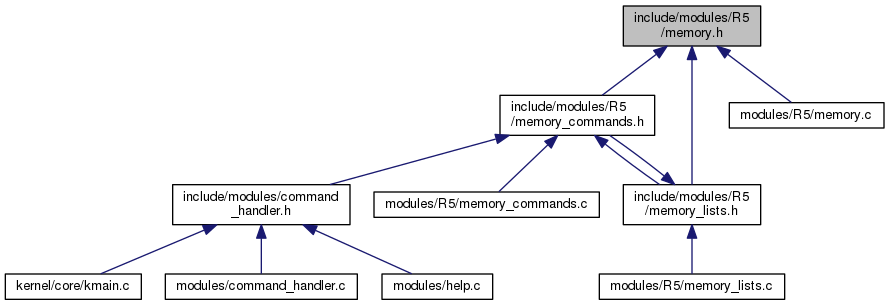 include/modules/R5
/memory.h
include/modules/R5
/memory_commands.h
modules/R5/memory.c
include/modules/command
_handler.h
modules/R5/memory_commands.c
include/modules/R5
/memory_lists.h
kernel/core/kmain.c
modules/command_handler.c
modules/help.c
modules/R5/memory_lists.c